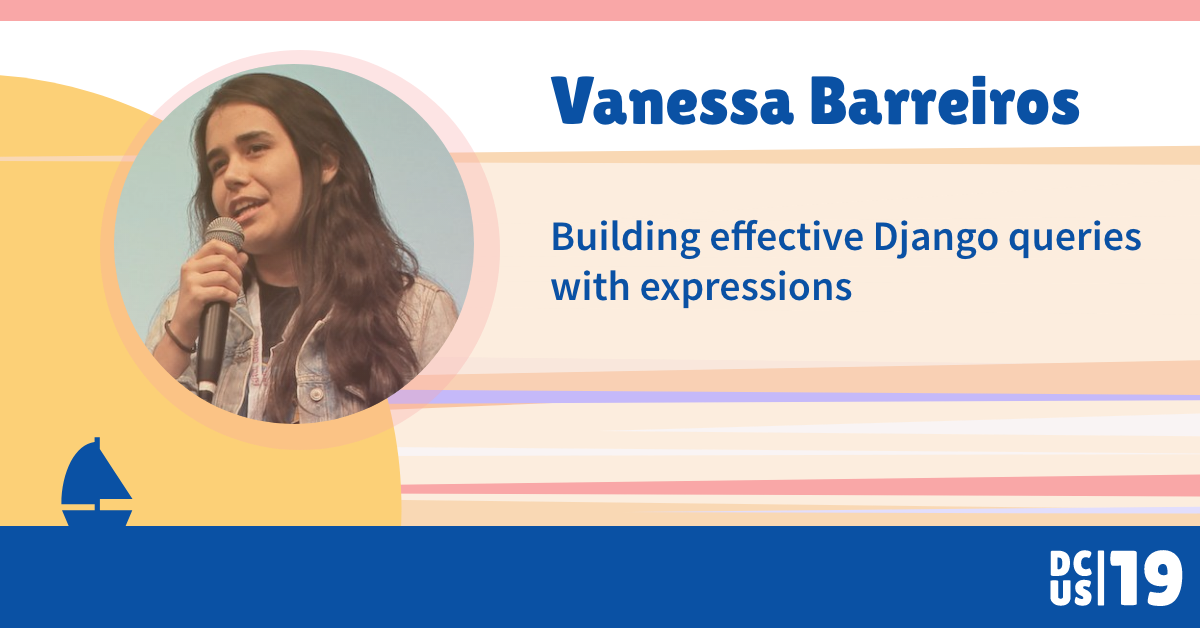 Vanessa Barreiros
Building effective Django queries
with expressions
DC
US
19